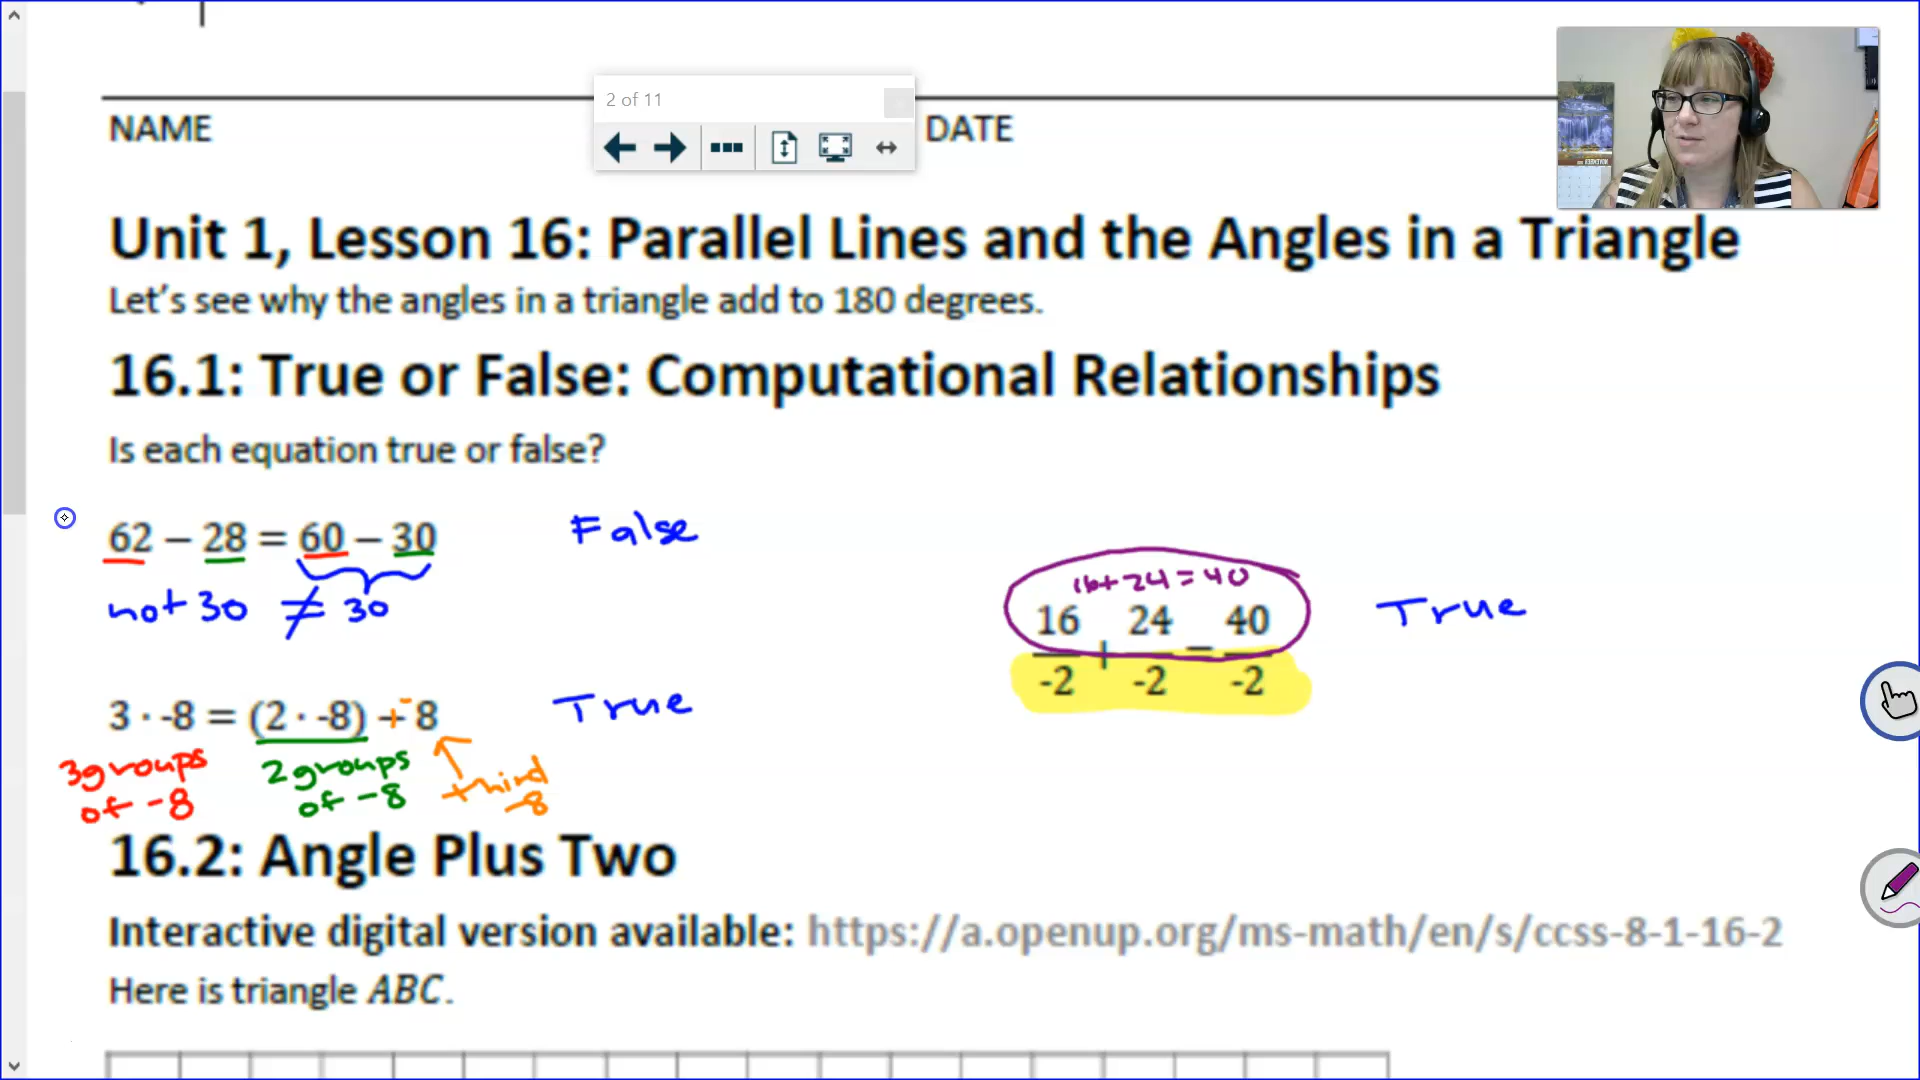 2 of 11
NAME DATE
Unit 1, Lesson 16: Parallel Lines and the Angles in a Triangle
Let's see why the angles in a triangle add to 180 degrees.
16.1: True or False: Computational Relationships
Is each equation true or false?
62 − 28 = 60 − 30 False
not 30 ≠ 30
16+24=40
16/-2 + 24/-2 = 40/-2 True
3 · -8 = (2 · -8) + -8 True
3groups of -8
2groups of -8
third -8
16.2: Angle Plus Two
Interactive digital version available: https://a.openup.org/ms-math/en/s/ccss-8-1-16-2
Here is triangle ABC.